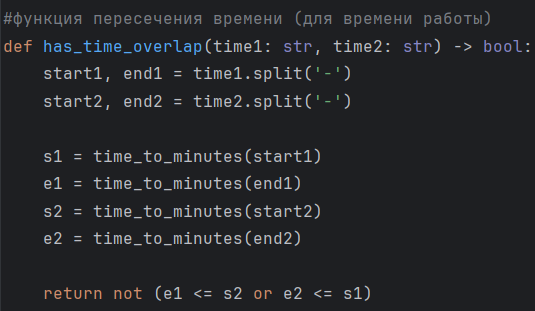 #функция пересечения времени (для времени работы)
def has_time_overlap(time1: str, time2: str) -> bool:
    start1, end1 = time1.split('-')
    start2, end2 = time2.split('-')

    s1 = time_to_minutes(start1)
    e1 = time_to_minutes(end1)
    s2 = time_to_minutes(start2)
    e2 = time_to_minutes(end2)

    return not (e1 <= s2 or e2 <= s1)